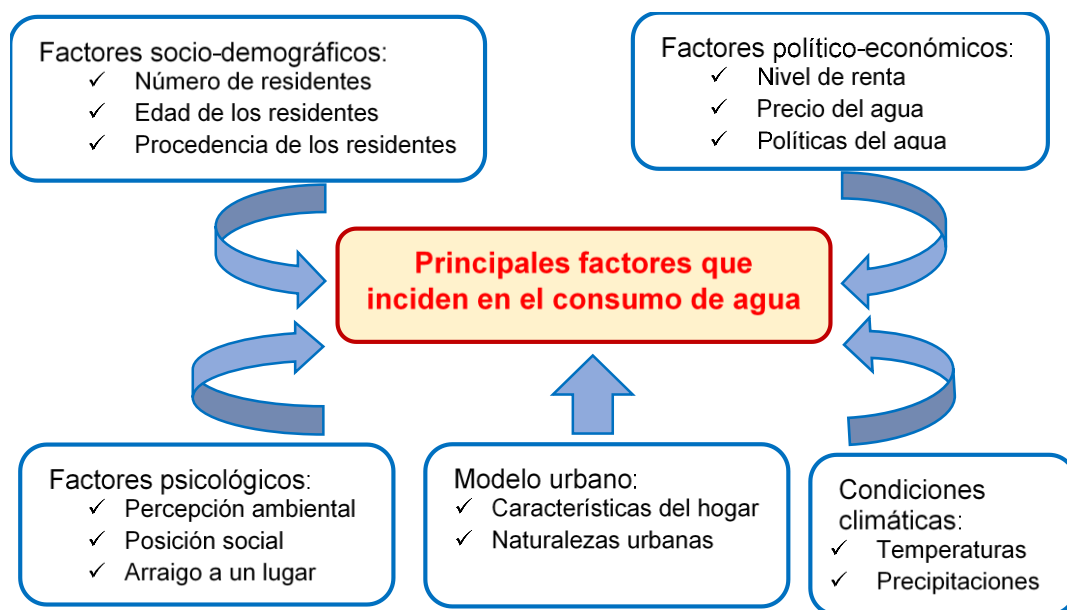 Factores socio-demográficos:
✓ Número de residentes
✓ Edad de los residentes
✓ Procedencia de los residentes
Factores político-económicos:
✓ Nivel de renta
✓ Precio del agua
✓ Políticas del agua
Principales factores que
inciden en el consumo de agua
Factores psicológicos:
✓ Percepción ambiental
✓ Posición social
✓ Arraigo a un lugar
Modelo urbano:
✓ Características del hogar
✓ Naturalezas urbanas
Condiciones
climáticas:
✓ Temperaturas
✓ Precipitaciones